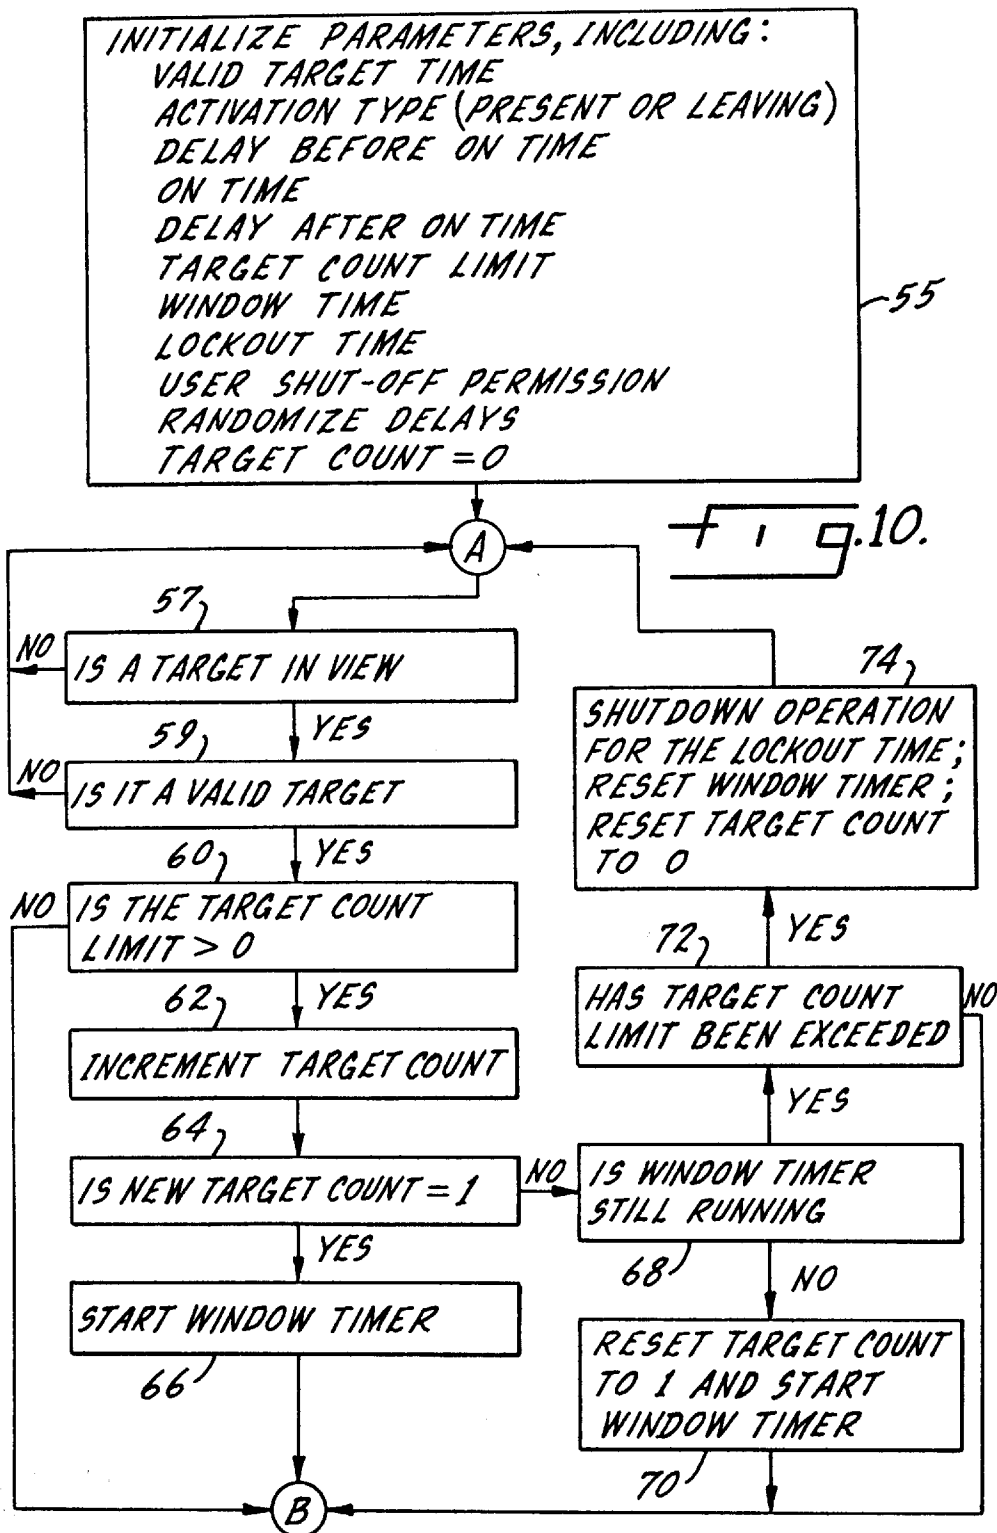 INITIALIZE PARAMETERS, INCLUDING:
VALID TARGET TIME
ACTIVATION TYPE (PRESENT OR LEAVING)
DELAY BEFORE ON TIME
ON TIME
DELAY AFTER ON TIME
TARGET COUNT LIMIT
WINDOW TIME
LOCKOUT TIME
USER SHUT-OFF PERMISSION
RANDOMIZE DELAYS
TARGET COUNT = 0
55
A
fig.10.
57
NO
IS A TARGET IN VIEW
YES
59
NO
IS IT A VALID TARGET
YES
60
NO
IS THE TARGET COUNT
LIMIT > 0
YES
62
INCREMENT TARGET COUNT
64
IS NEW TARGET COUNT = 1
NO
YES
START WINDOW TIMER
66
74
SHUTDOWN OPERATION
FOR THE LOCKOUT TIME;
RESET WINDOW TIMER;
RESET TARGET COUNT
TO 0
YES
72
HAS TARGET COUNT
LIMIT BEEN EXCEEDED
NO
YES
IS WINDOW TIMER
STILL RUNNING
68
NO
RESET TARGET COUNT
TO 1 AND START
WINDOW TIMER
70
B